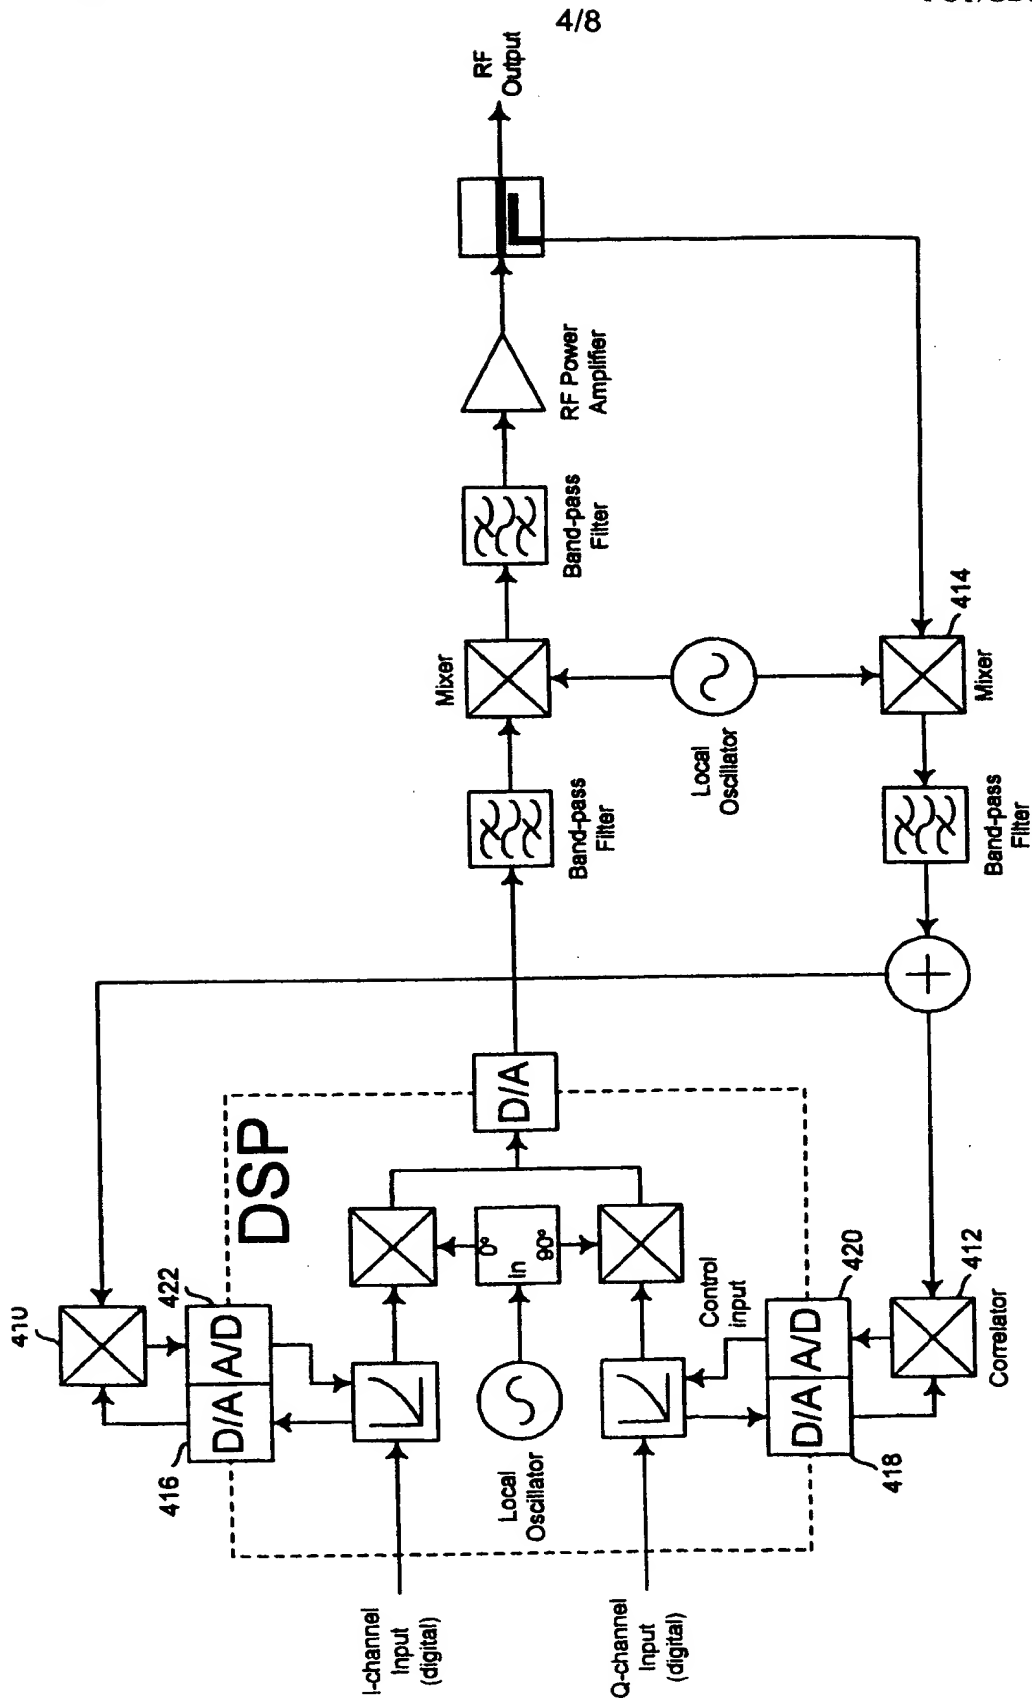 4/8
RF
Output
RF Power
Amplifier
Band-pass
Filter
Mixer
414
Mixer
Local
Oscillator
Band-pass
Filter
Band-pass
Filter
D/A
DSP
0°
in
90°
410
422
A/D
D/A
416
Control
input
420
A/D
D/A
418
412
Correlator
Local
Oscillator
I-channel
Input
(digital)
Q-channel
Input
(digital)